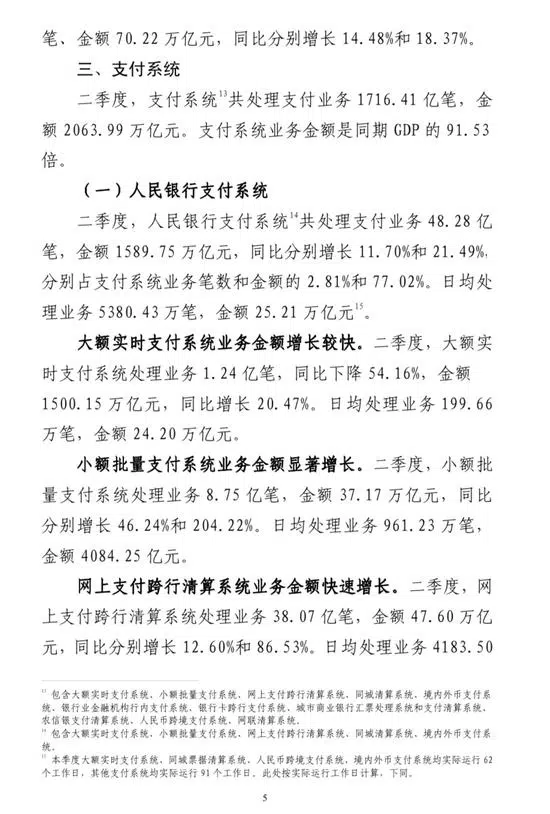 笔、金额 70.22 万亿元，同比分别增长 14.48%和 18.37%。
三、支付系统
二季度，支付系统13共处理支付业务 1716.41 亿笔，金
额 2063.99 万亿元。支付系统业务金额是同期 GDP 的 91.53
倍。
（一）人民银行支付系统
二季度，人民银行支付系统14共处理支付业务 48.28 亿
笔，金额 1589.75 万亿元，同比分别增长 11.70%和 21.49%，
分别占支付系统业务笔数和金额的 2.81%和 77.02%。日均处
理业务 5380.43 万笔，金额 25.21 万亿元15。
大额实时支付系统业务金额增长较快。二季度，大额实
时支付系统处理业务 1.24 亿笔，同比下降 54.16%，金额
1500.15 万亿元，同比增长 20.47%。日均处理业务 199.66
万笔，金额 24.20 万亿元。
小额批量支付系统业务金额显著增长。二季度，小额批
量支付系统处理业务 8.75 亿笔，金额 37.17 万亿元，同比
分别增长 46.24%和 204.22%。日均处理业务 961.23 万笔，
金额 4084.25 亿元。
网上支付跨行清算系统业务金额快速增长。二季度，网
上支付跨行清算系统处理业务 38.07 亿笔，金额 47.60 万亿
元，同比分别增长 12.60%和 86.53%。日均处理业务 4183.50
13 包含大额实时支付系统、小额批量支付系统、网上支付跨行清算系统、同城清算系统、境内外币支付系
统、银行业金融机构行内支付系统、银行卡跨行支付系统、城市商业银行汇票处理系统和支付清算系统、
农信银支付清算系统、人民币跨境支付系统、网联清算系统。
14 包含大额实时支付系统、小额批量支付系统、网上支付跨行清算系统、同城清算系统、境内外币支付系
统。
15 本季度大额实时支付系统、同城票据清算系统、人民币跨境支付系统、境内外币支付系统均实际运行 62
个工作日，其他支付系统均实际运行 91 个工作日。此处按实际运行工作日计算，下同。
5